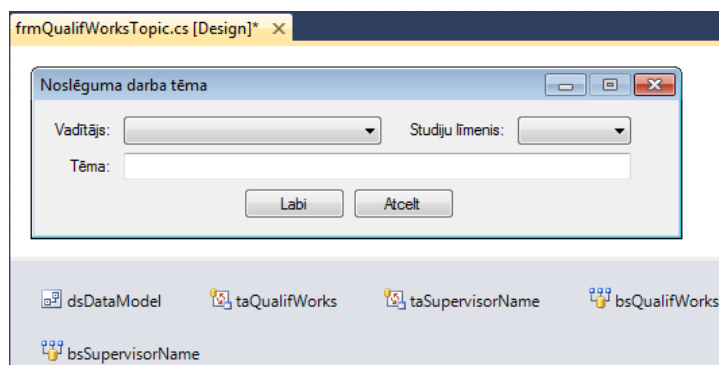 frmQualifWorksTopic.cs [Design]*
Noslēguma darba tēma
Vadītājs: Studiju līmenis:
Tēma:
Labi Atcelt
dsDataModel taQualifWorks taSupervisorName bsQualifWorks
bsSupervisorName